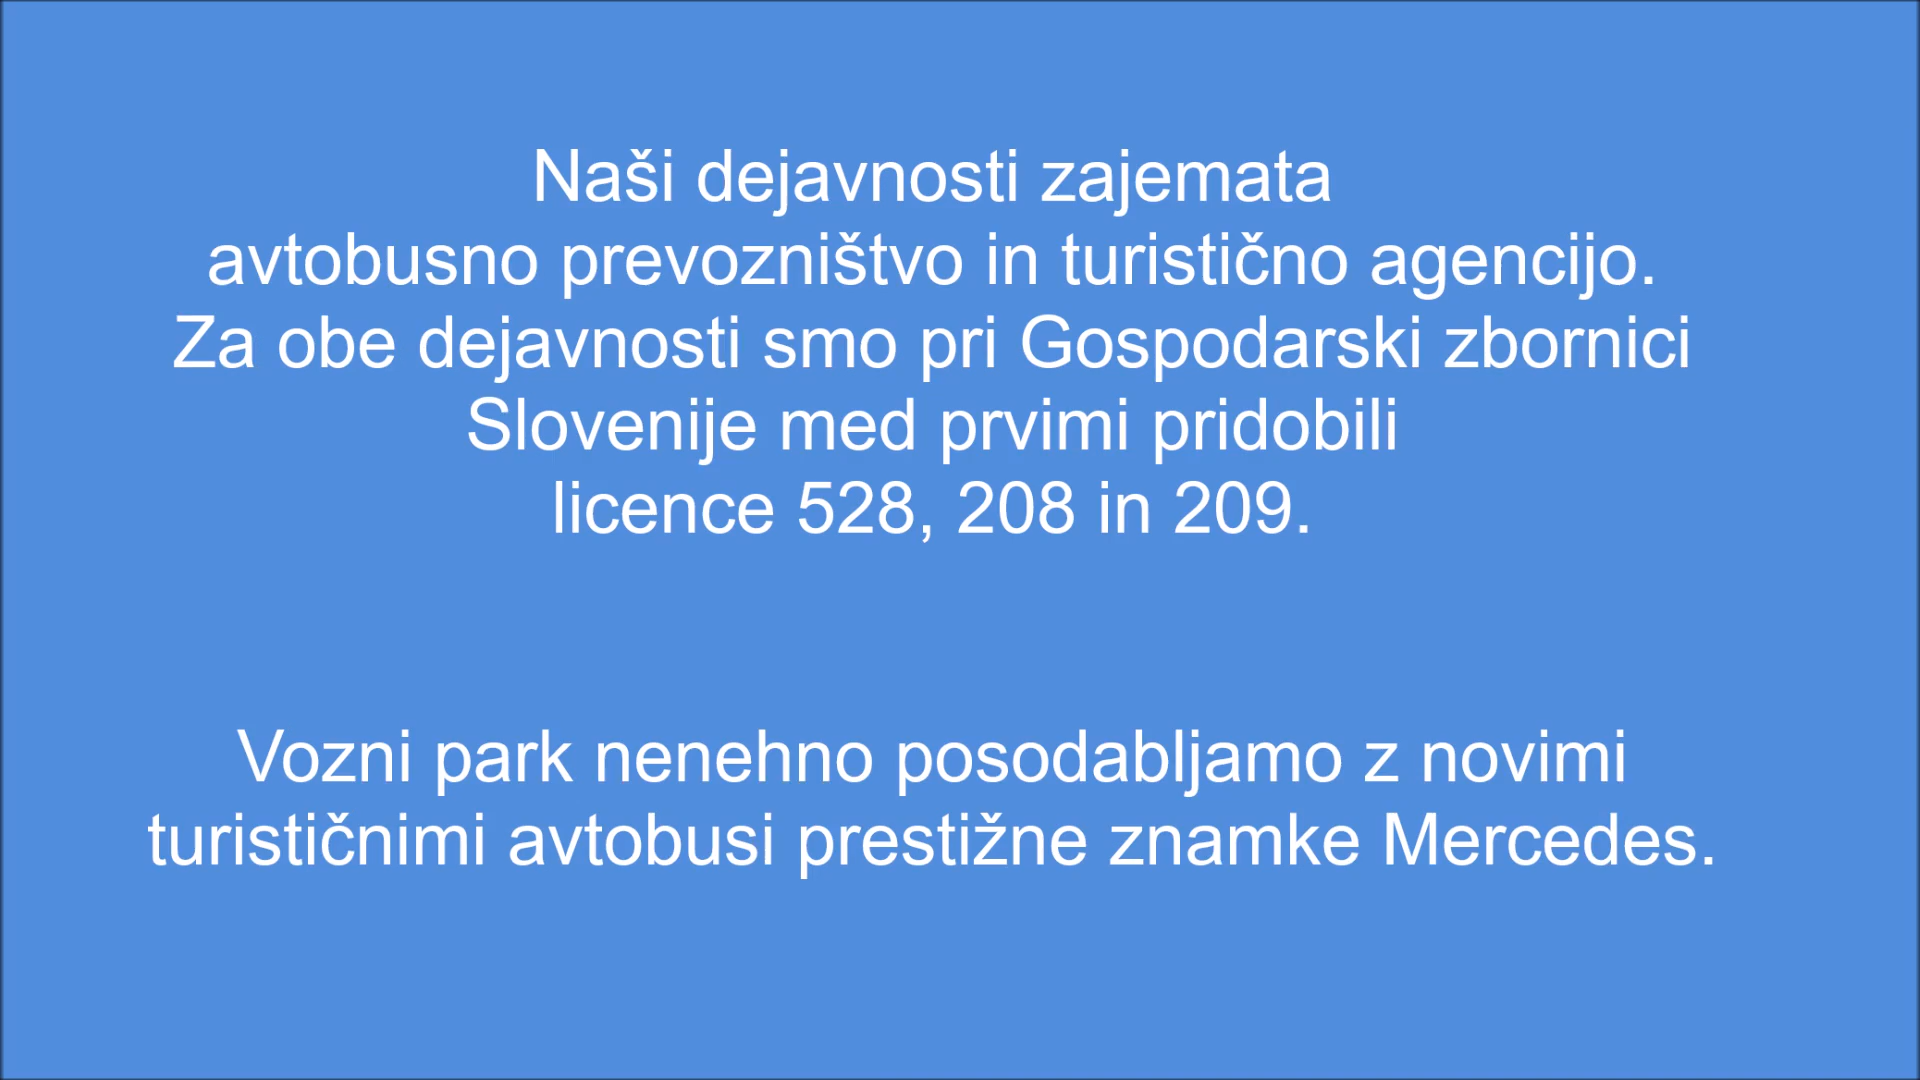 Naši dejavnosti zajemata
avtobusno prevozništvo in turistično agencijo.
Za obe dejavnosti smo pri Gospodarski zbornici
Slovenije med prvimi pridobili
licence 528, 208 in 209.
Vozni park nenehno posodabljamo z novimi
turističnimi avtobusi prestižne znamke Mercedes.